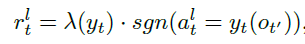 r_t^l = λ(y_t) · sgn(a_t^l = y_t(o_{t'})),